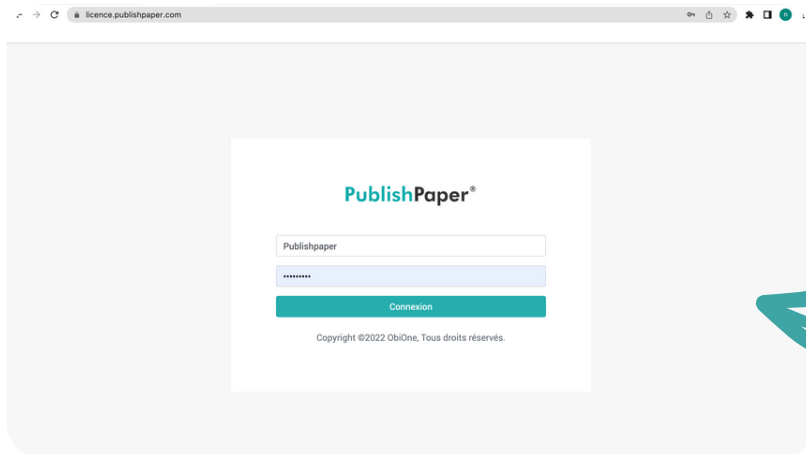 licence.publishpaper.com
n
PublishPaper®
Publishpaper
•••••••••
Connexion
Copyright ©2022 ObiOne, Tous droits réservés.